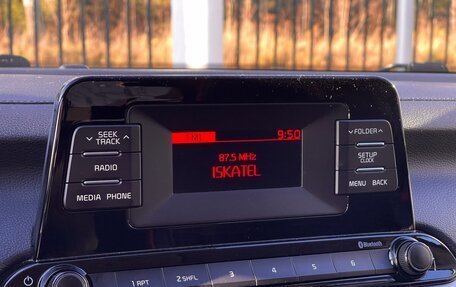 FM1 9:50
87.5 MHz
ISKATEL
SEEK
TRACK
RADIO
MEDIA PHONE
FOLDER
SETUP
CLOCK
MENU BACK
Bluetooth
1 RPT 2 SHFL 3 4 5 6